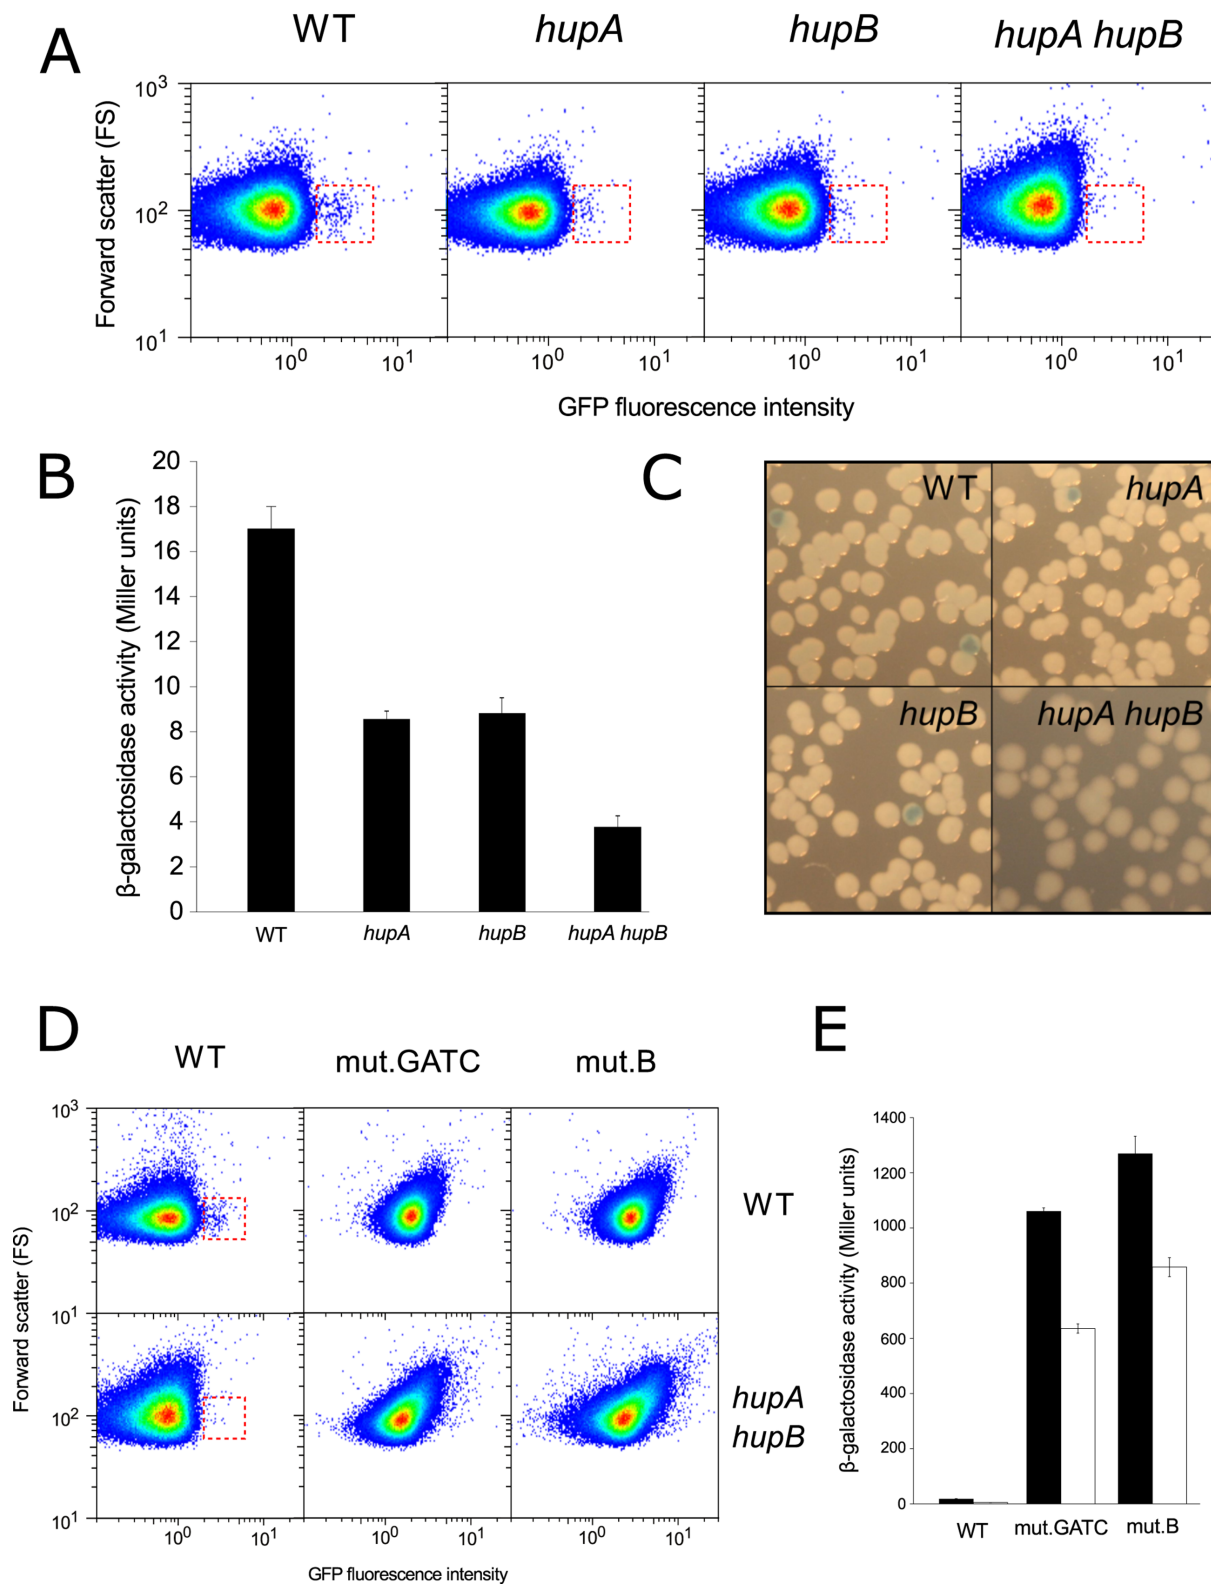 A
WT
hupA
hupB
hupA hupB
Forward scatter (FS)
10³
10²
10¹
10⁰ 10¹
10⁰ 10¹
10⁰ 10¹
10⁰ 10¹
GFP fluorescence intensity
B
β-galactosidase activity (Miller units)
20
18
16
14
12
10
8
6
4
2
0
WT
hupA
hupB
hupA hupB
C
WT
hupA
hupB
hupA hupB
D
WT
mut.GATC
mut.B
Forward scatter (FS)
10³
10²
10¹
10²
10¹
WT
hupA
hupB
10⁰ 10¹
10⁰ 10¹
10⁰ 10¹
GFP fluorescence intensity
E
β-galactosidase activity (Miller units)
1400
1200
1000
800
600
400
200
0
WT
mut.GATC
mut.B